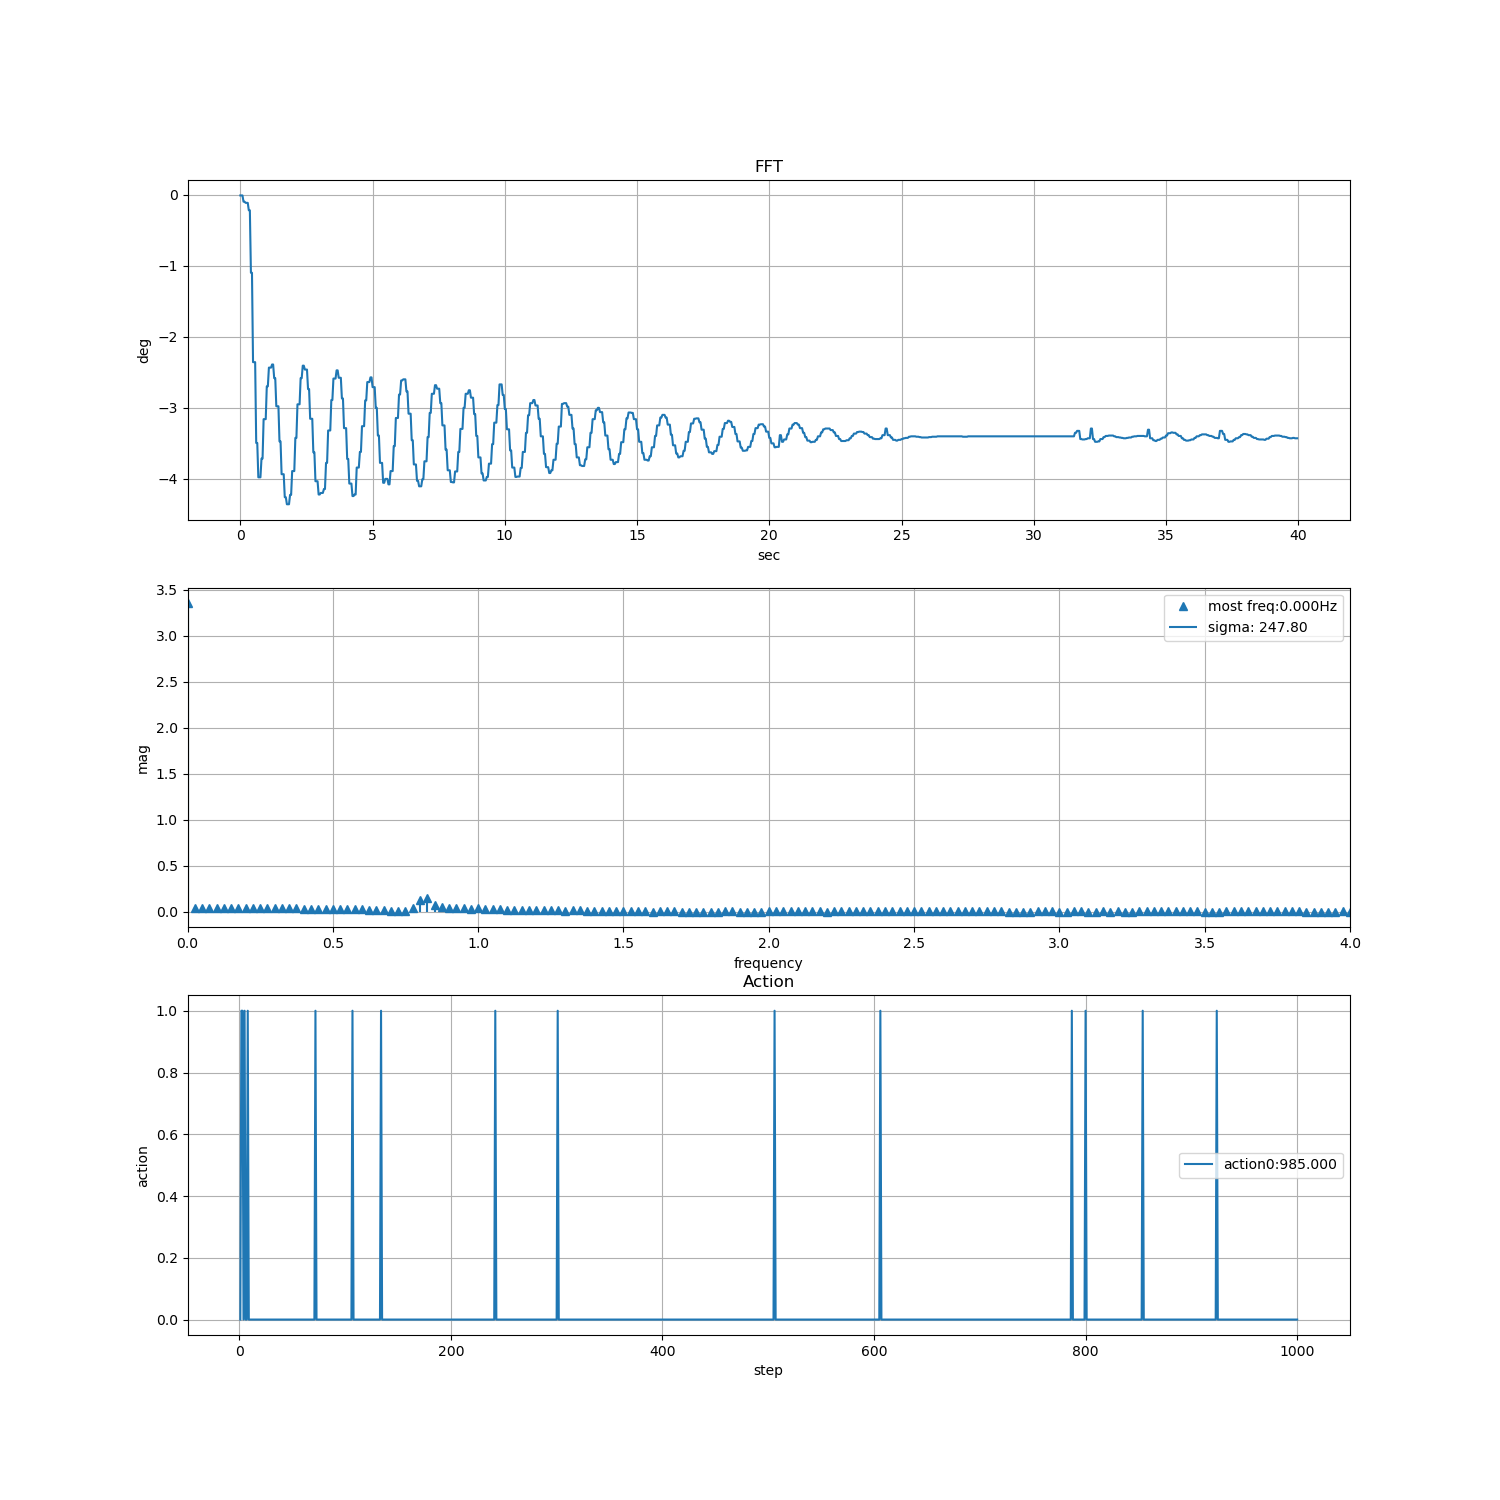 FFT
0
−1
−2
−3
−4
deg
0 5 10 15 20 25 30 35 40
sec
3.5
3.0
2.5
2.0
1.5
1.0
0.5
0.0
mag
most freq:0.000Hz
sigma: 247.80
0.0 0.5 1.0 1.5 2.0 2.5 3.0 3.5 4.0
frequency
Action
1.0
0.8
0.6
0.4
0.2
0.0
action
action0:985.000
0 200 400 600 800 1000
step